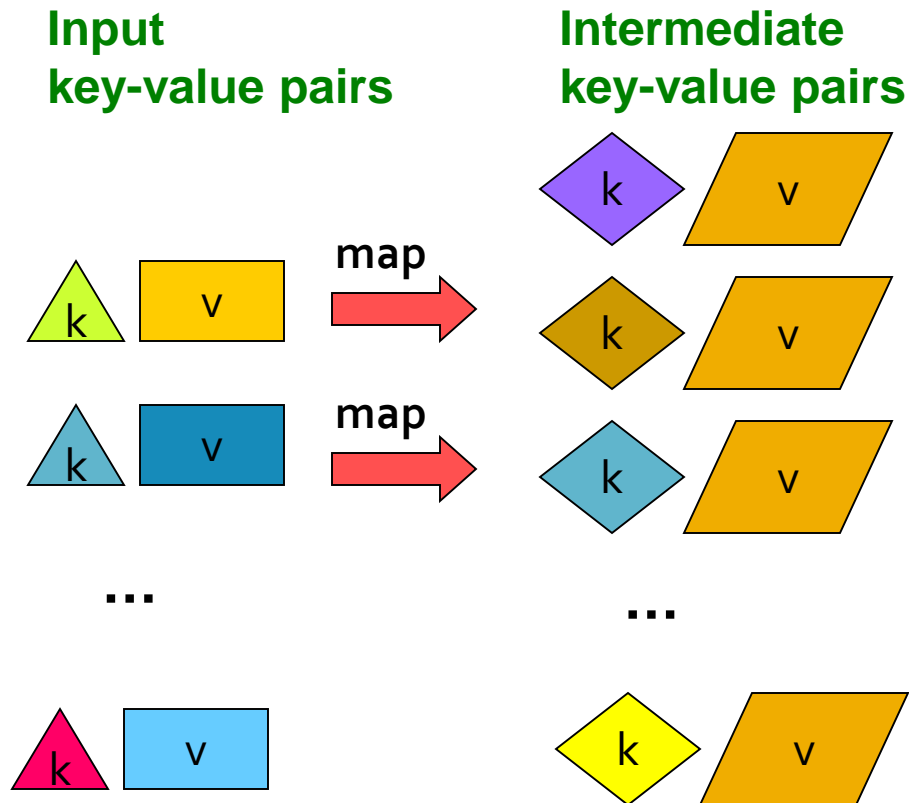 Input
key-value pairs
Intermediate
key-value pairs
k v
map
k v
k v
map
k v
k v
k v
...
...
k v
k v